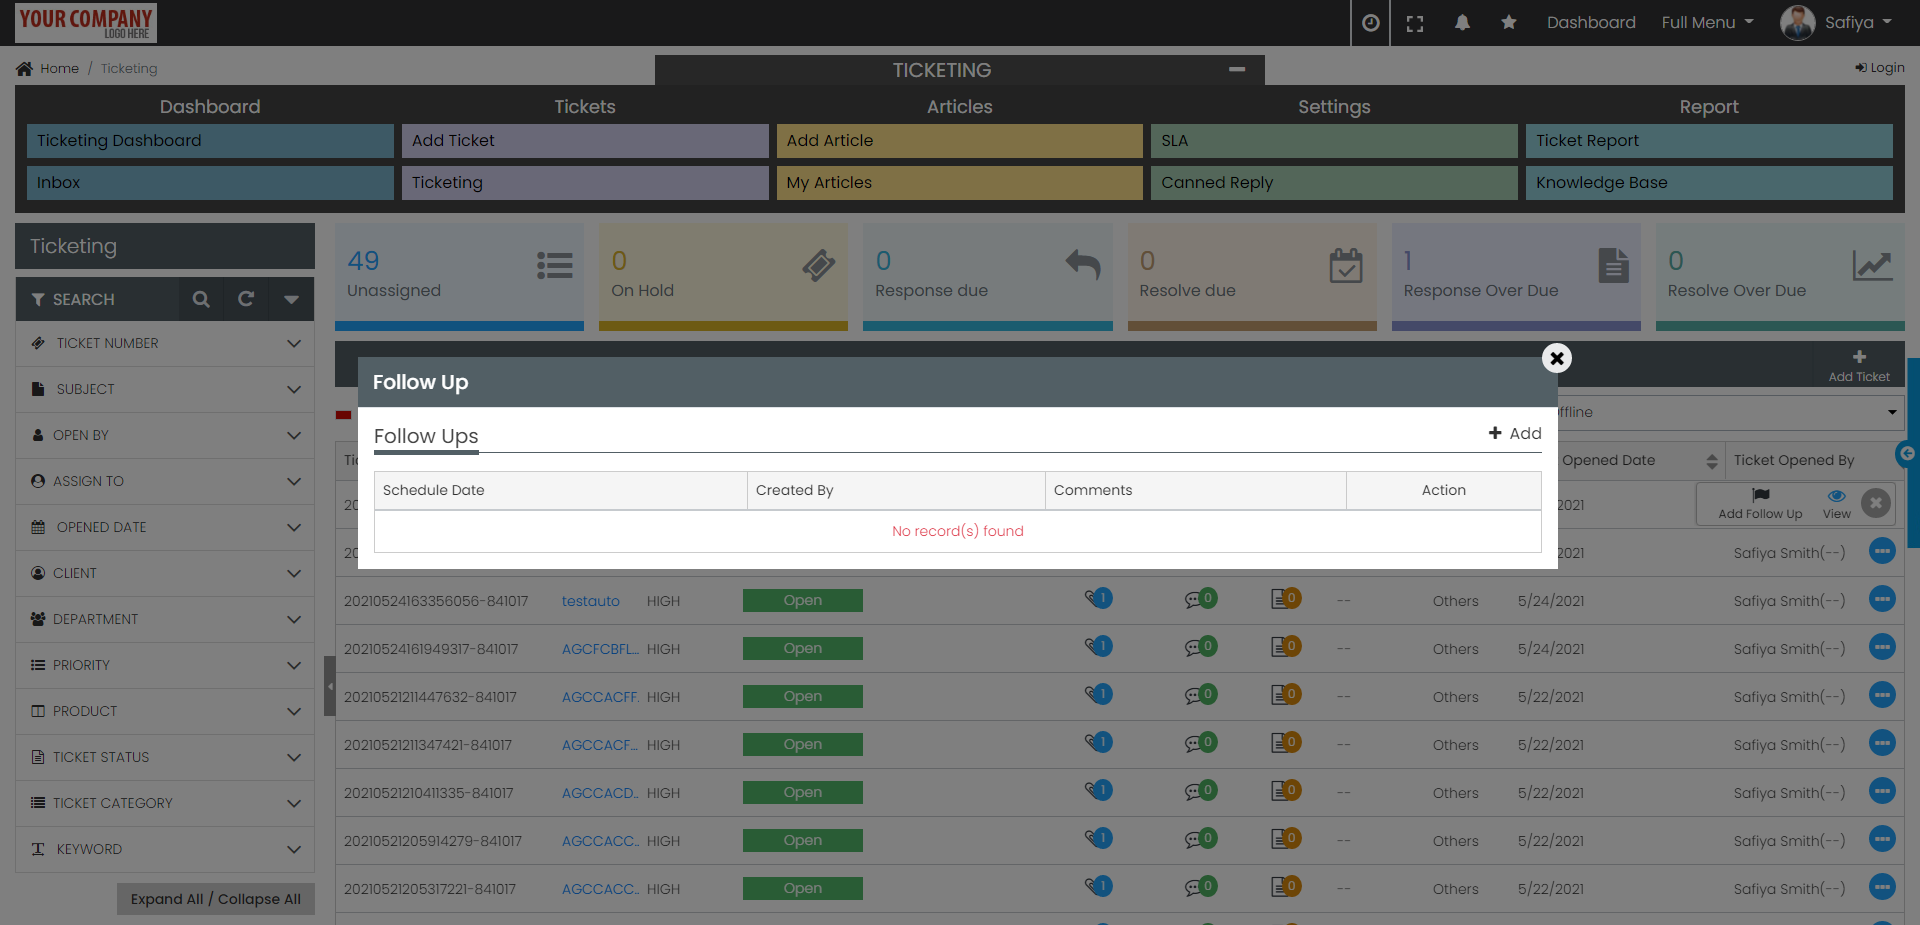 YOUR COMPANY
LOGO HERE
Dashboard
Full Menu
Safiya
Home / Ticketing
TICKETING
Login
Dashboard
Tickets
Articles
Settings
Report
Ticketing Dashboard
Add Ticket
Add Article
SLA
Ticket Report
Inbox
Ticketing
My Articles
Canned Reply
Knowledge Base
Ticketing
49
Unassigned
0
On Hold
0
Response due
0
Resolve due
1
Response Over Due
0
Resolve Over Due
SEARCH
TICKET NUMBER
SUBJECT
OPEN BY
ASSIGN TO
OPENED DATE
CLIENT
DEPARTMENT
PRIORITY
PRODUCT
TICKET STATUS
TICKET CATEGORY
KEYWORD
Expand All / Collapse All
Add Ticket
Follow Up
Follow Ups
Add
Schedule Date Created By Comments Action
No record(s) found
ffline
Opened Date Ticket Opened By
2021 Add Follow Up View
2021 Safiya Smith(--)
20210524163356056-841017 testauto HIGH Open 1 0 0 -- Others 5/24/2021 Safiya Smith(--)
20210524161949317-841017 AGCFCBFL... HIGH Open 1 0 0 -- Others 5/24/2021 Safiya Smith(--)
20210521211447632-841017 AGCCACFF. HIGH Open 1 0 0 -- Others 5/22/2021 Safiya Smith(--)
20210521211347421-841017 AGCCACF... HIGH Open 1 0 0 -- Others 5/22/2021 Safiya Smith(--)
20210521210411335-841017 AGCCACD.. HIGH Open 1 0 0 -- Others 5/22/2021 Safiya Smith(--)
20210521205914279-841017 AGCCACC.. HIGH Open 1 0 0 -- Others 5/22/2021 Safiya Smith(--)
20210521205317221-841017 AGCCACC.. HIGH Open 1 0 0 -- Others 5/22/2021 Safiya Smith(--)